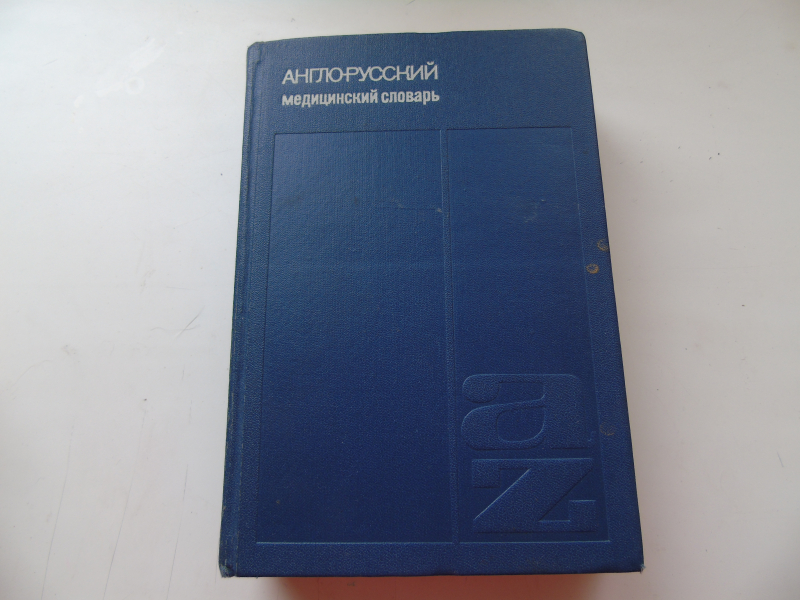 АНГЛО-РУССКИЙ
медицинский словарь
a
z